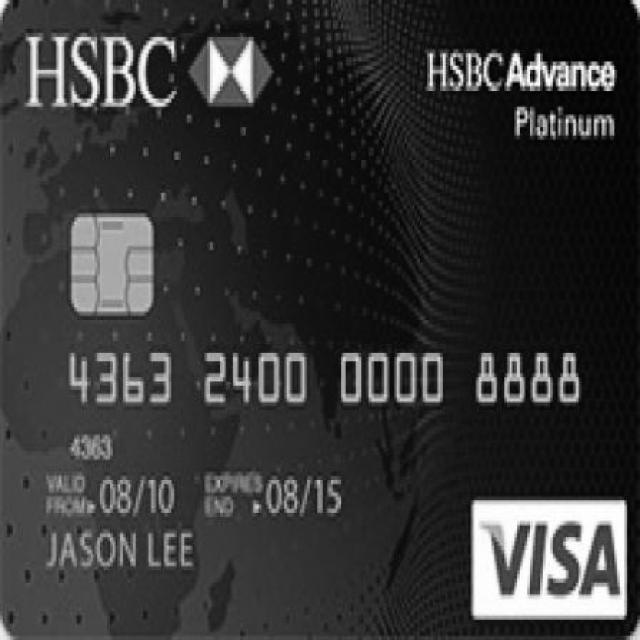 HSBC
HSBC Advance
Platinum
4363 2400 0000 8888
4363
VALID FROM 08/10 EXPIRES END 08/15
JASON LEE
VISA